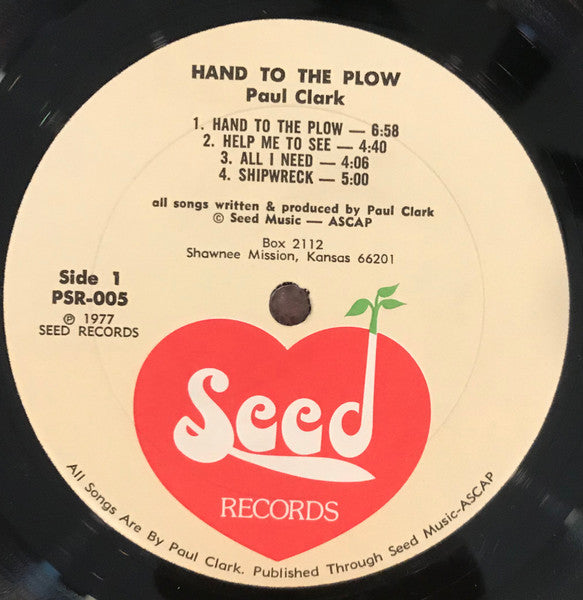 HAND TO THE PLOW
Paul Clark
1. HAND TO THE PLOW — 6:58
2. HELP ME TO SEE — 4:40
3. ALL I NEED — 4:06
4. SHIPWRECK — 5:00
all songs written & produced by Paul Clark
© Seed Music — ASCAP
Box 2112
Shawnee Mission, Kansas 66201
Side 1
PSR-005
℗ 1977
SEED RECORDS
Seed
RECORDS
All Songs Are By Paul Clark. Published Through Seed Music-ASCAP